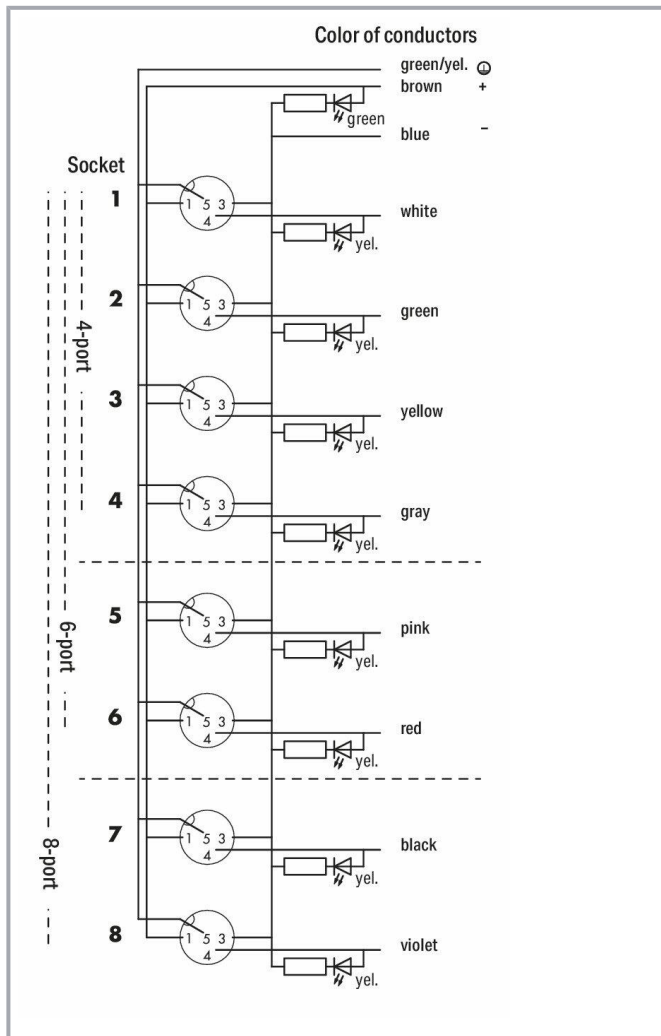 Color of conductors
green/yel.
brown +
green
blue –
Socket
1
1 5 3
4
white
yel.
2
1 5 3
4
green
yel.
4-port
3
1 5 3
4
yellow
yel.
4
1 5 3
4
gray
yel.
5
1 5 3
4
pink
yel.
6-port
6
1 5 3
4
red
yel.
7
1 5 3
4
black
yel.
8-port
8
1 5 3
4
violet
yel.